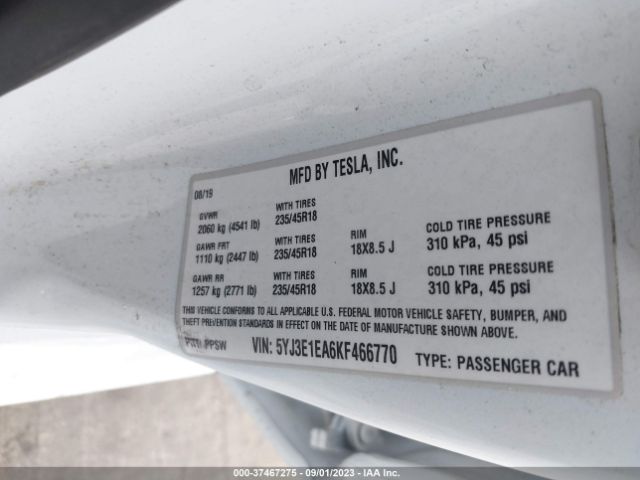 MFD BY TESLA, INC.
08/19
GVWR WITH TIRES
2060 kg (4541 lb) 235/45R18
GAWR FRT WITH TIRES RIM COLD TIRE PRESSURE
1110 kg (2447 lb) 235/45R18 18X8.5 J 310 kPa, 45 psi
GAWR RR WITH TIRES RIM COLD TIRE PRESSURE
1257 kg (2771 lb) 235/45R18 18X8.5 J 310 kPa, 45 psi
THIS VEHICLE CONFORMS TO ALL APPLICABLE U.S. FEDERAL MOTOR VEHICLE SAFETY, BUMPER, AND
THEFT PREVENTION STANDARDS IN EFFECT ON THE DATE OF MANUFACTURE SHOWN ABOVE.
PPSW VIN: 5YJ3E1EA6KF466770 TYPE: PASSENGER CAR
000-37467275 - 09/01/2023 - IAA Inc.